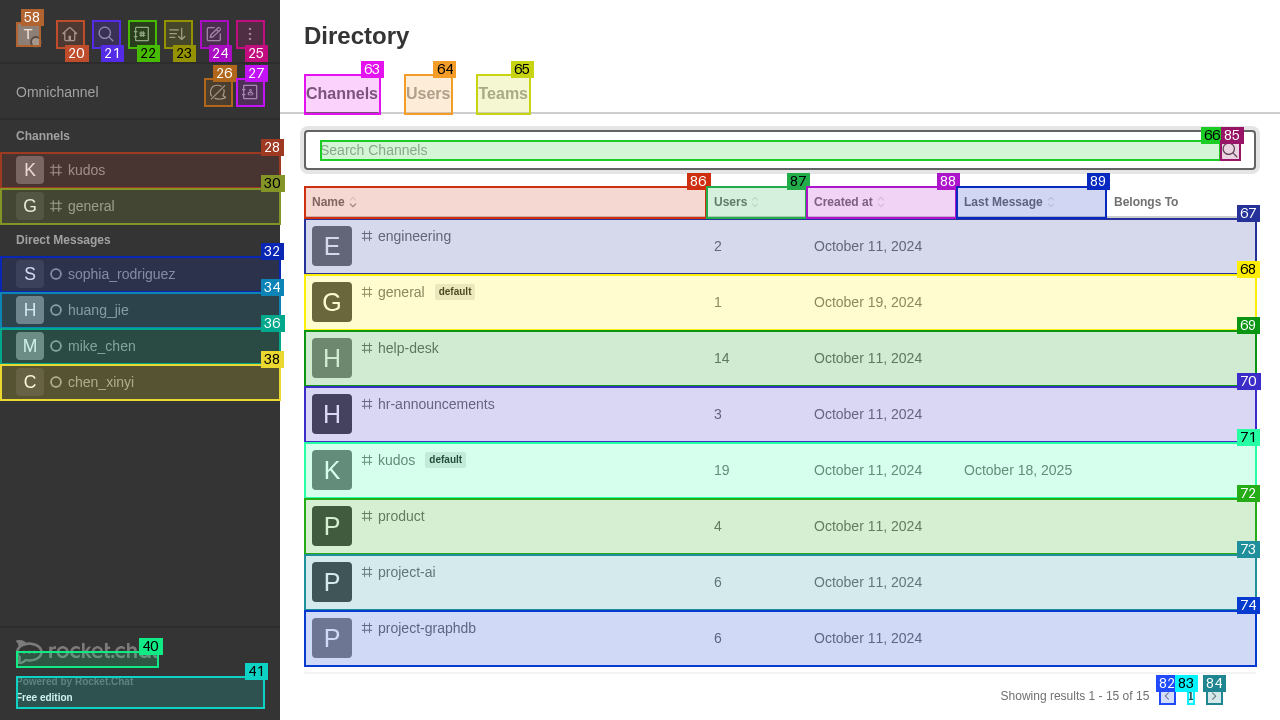 58
T
20
21
22
23
24
25
Directory
26
27
Omnichannel
63
Channels
64
Users
65
Teams
Channels
28
K kudos
30
G general
Direct Messages
32
S sophia_rodriguez
34
H huang_jie
36
M mike_chen
38
C chen_xinyi
66
85
Search Channels
86
87
88
89
Name Users Created at Last Message Belongs To
67
E engineering 2 October 11, 2024
68
G general default 1 October 19, 2024
69
H help-desk 14 October 11, 2024
70
H hr-announcements 3 October 11, 2024
71
K kudos default 19 October 11, 2024 October 18, 2025
72
P product 4 October 11, 2024
73
P project-ai 6 October 11, 2024
74
P project-graphdb 6 October 11, 2024
40
rocket.cha
41
Powered by Rocket.Chat
Free edition
82
83
84
Showing results 1 - 15 of 15 1